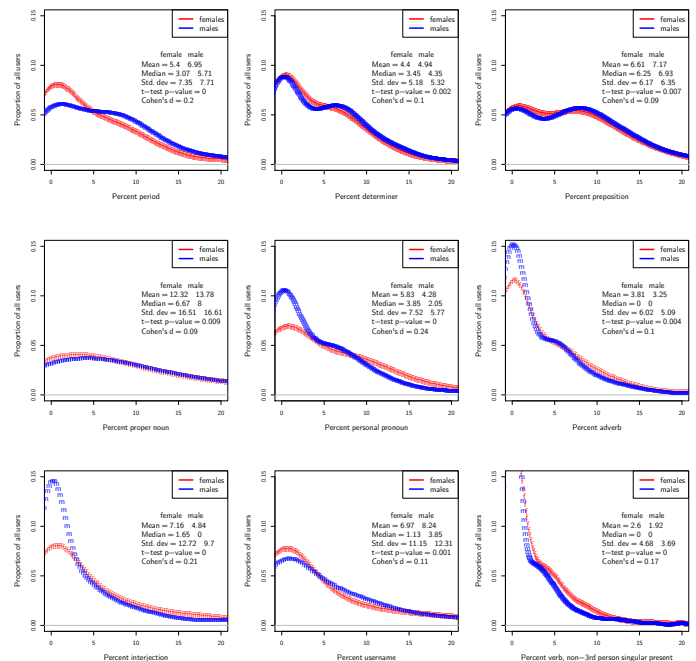 females
males
female male
Mean = 5.4 6.95
Median = 3.07 5.71
Std. dev = 7.35 7.71
t−test p−value = 0
Cohen's d = 0.2
Proportion of all users
0.00 0.05 0.10 0.15
0 5 10 15 20
Percent period
females
males
female male
Mean = 4.4 4.94
Median = 3.45 4.35
Std. dev = 5.18 5.32
t−test p−value = 0.002
Cohen's d = 0.1
Proportion of all users
0.00 0.05 0.10 0.15
0 5 10 15 20
Percent determiner
females
males
female male
Mean = 6.61 7.17
Median = 6.25 6.93
Std. dev = 6.17 6.35
t−test p−value = 0.007
Cohen's d = 0.09
Proportion of all users
0.00 0.05 0.10 0.15
0 5 10 15 20
Percent preposition
females
males
female male
Mean = 12.32 13.78
Median = 6.67 8
Std. dev = 16.51 16.61
t−test p−value = 0.009
Cohen's d = 0.09
Proportion of all users
0.00 0.05 0.10 0.15
0 5 10 15 20
Percent proper noun
females
males
female male
Mean = 5.83 4.28
Median = 3.85 2.05
Std. dev = 7.52 5.77
t−test p−value = 0
Cohen's d = 0.24
Proportion of all users
0.00 0.05 0.10 0.15
0 5 10 15 20
Percent personal pronoun
females
males
female male
Mean = 3.81 3.25
Median = 0 0
Std. dev = 6.02 5.09
t−test p−value = 0.004
Cohen's d = 0.1
Proportion of all users
0.00 0.05 0.10 0.15
0 5 10 15 20
Percent adverb
females
males
female male
Mean = 7.16 4.84
Median = 1.65 0
Std. dev = 12.72 9.7
t−test p−value = 0
Cohen's d = 0.21
Proportion of all users
0.00 0.05 0.10 0.15
0 5 10 15 20
Percent interjection
females
males
female male
Mean = 6.97 8.24
Median = 1.13 3.85
Std. dev = 11.15 12.31
t−test p−value = 0.001
Cohen's d = 0.11
Proportion of all users
0.00 0.05 0.10 0.15
0 5 10 15 20
Percent username
females
males
female male
Mean = 2.6 1.92
Median = 0 0
Std. dev = 4.68 3.69
t−test p−value = 0
Cohen's d = 0.17
Proportion of all users
0.00 0.05 0.10 0.15
0 5 10 15 20
Percent verb, non−3rd person singular present